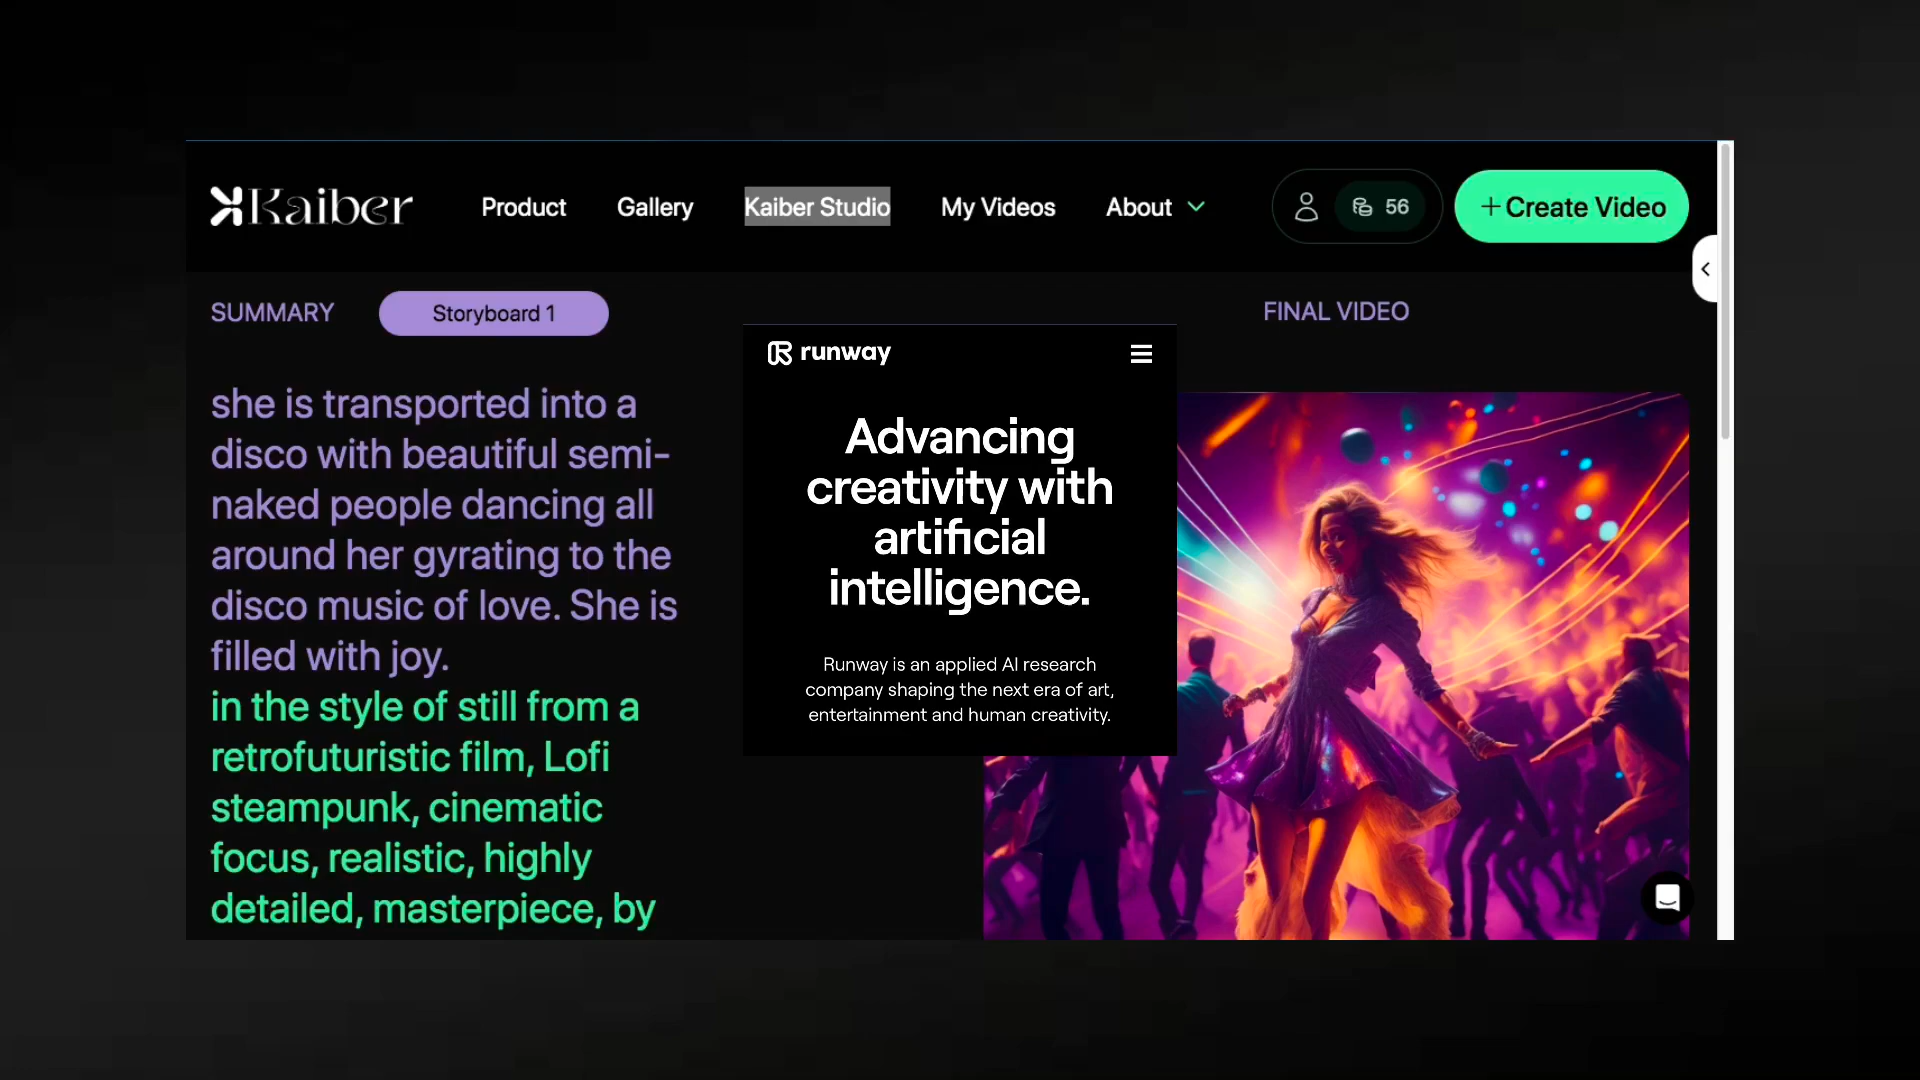 Kaiber
Product
Gallery
Kaiber Studio
My Videos
About
56
+Create Video
SUMMARY
Storyboard 1
FINAL VIDEO
she is transported into a
disco with beautiful semi-
naked people dancing all
around her gyrating to the
disco music of love. She is
filled with joy.
in the style of still from a
retrofuturistic film, Lofi
steampunk, cinematic
focus, realistic, highly
detailed, masterpiece, by
runway
Advancing
creativity with
artificial
intelligence.
Runway is an applied AI research
company shaping the next era of art,
entertainment and human creativity.